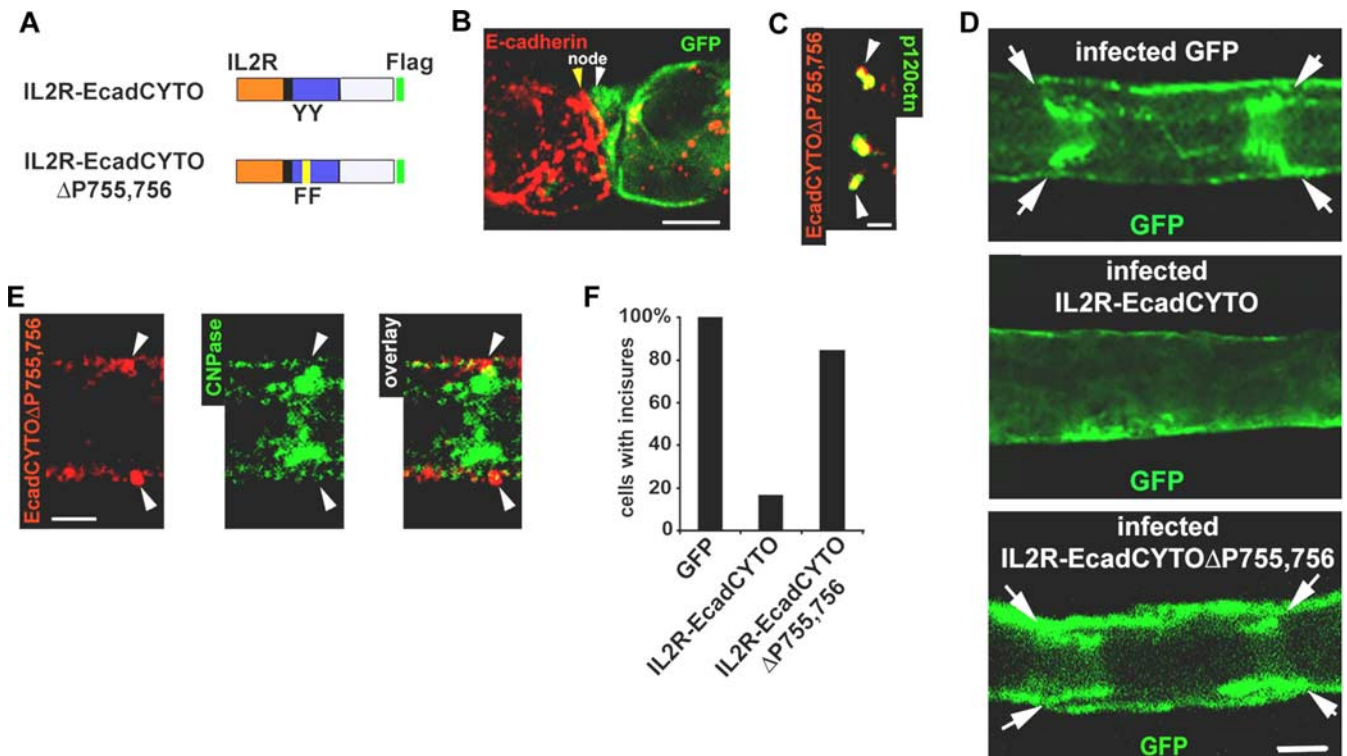 A
IL2R
Flag
IL2R-EcadCYTO
YY
IL2R-EcadCYTO
ΔP755,756
FF
B
E-cadherin
GFP
node
C
EcadCYTOΔP755,756
p120ctn
D
infected GFP
GFP
infected
IL2R-EcadCYTO
GFP
infected
IL2R-EcadCYTOΔP755,756
GFP
E
EcadCYTOΔP755,756
CNPase
overlay
F
cells with incisures
100%
80
60
40
20
0
GFP
IL2R-EcadCYTO
IL2R-EcadCYTO
ΔP755,756